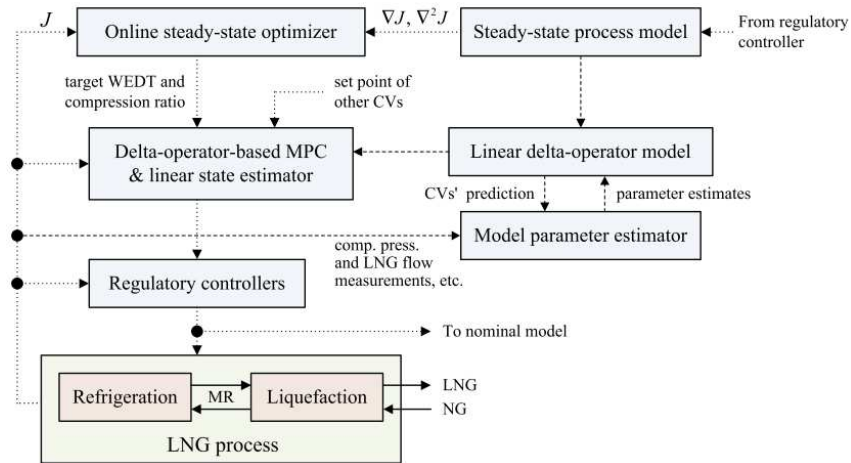 J
Online steady-state optimizer
∇J, ∇²J
Steady-state process model
From regulatory
controller
target WEDT and
compression ratio
set point of
other CVs
Delta-operator-based MPC
& linear state estimator
Linear delta-operator model
CVs' prediction
parameter estimates
Model parameter estimator
comp. press.
and LNG flow
measurements, etc.
Regulatory controllers
To nominal model
Refrigeration
MR
Liquefaction
LNG
NG
LNG process